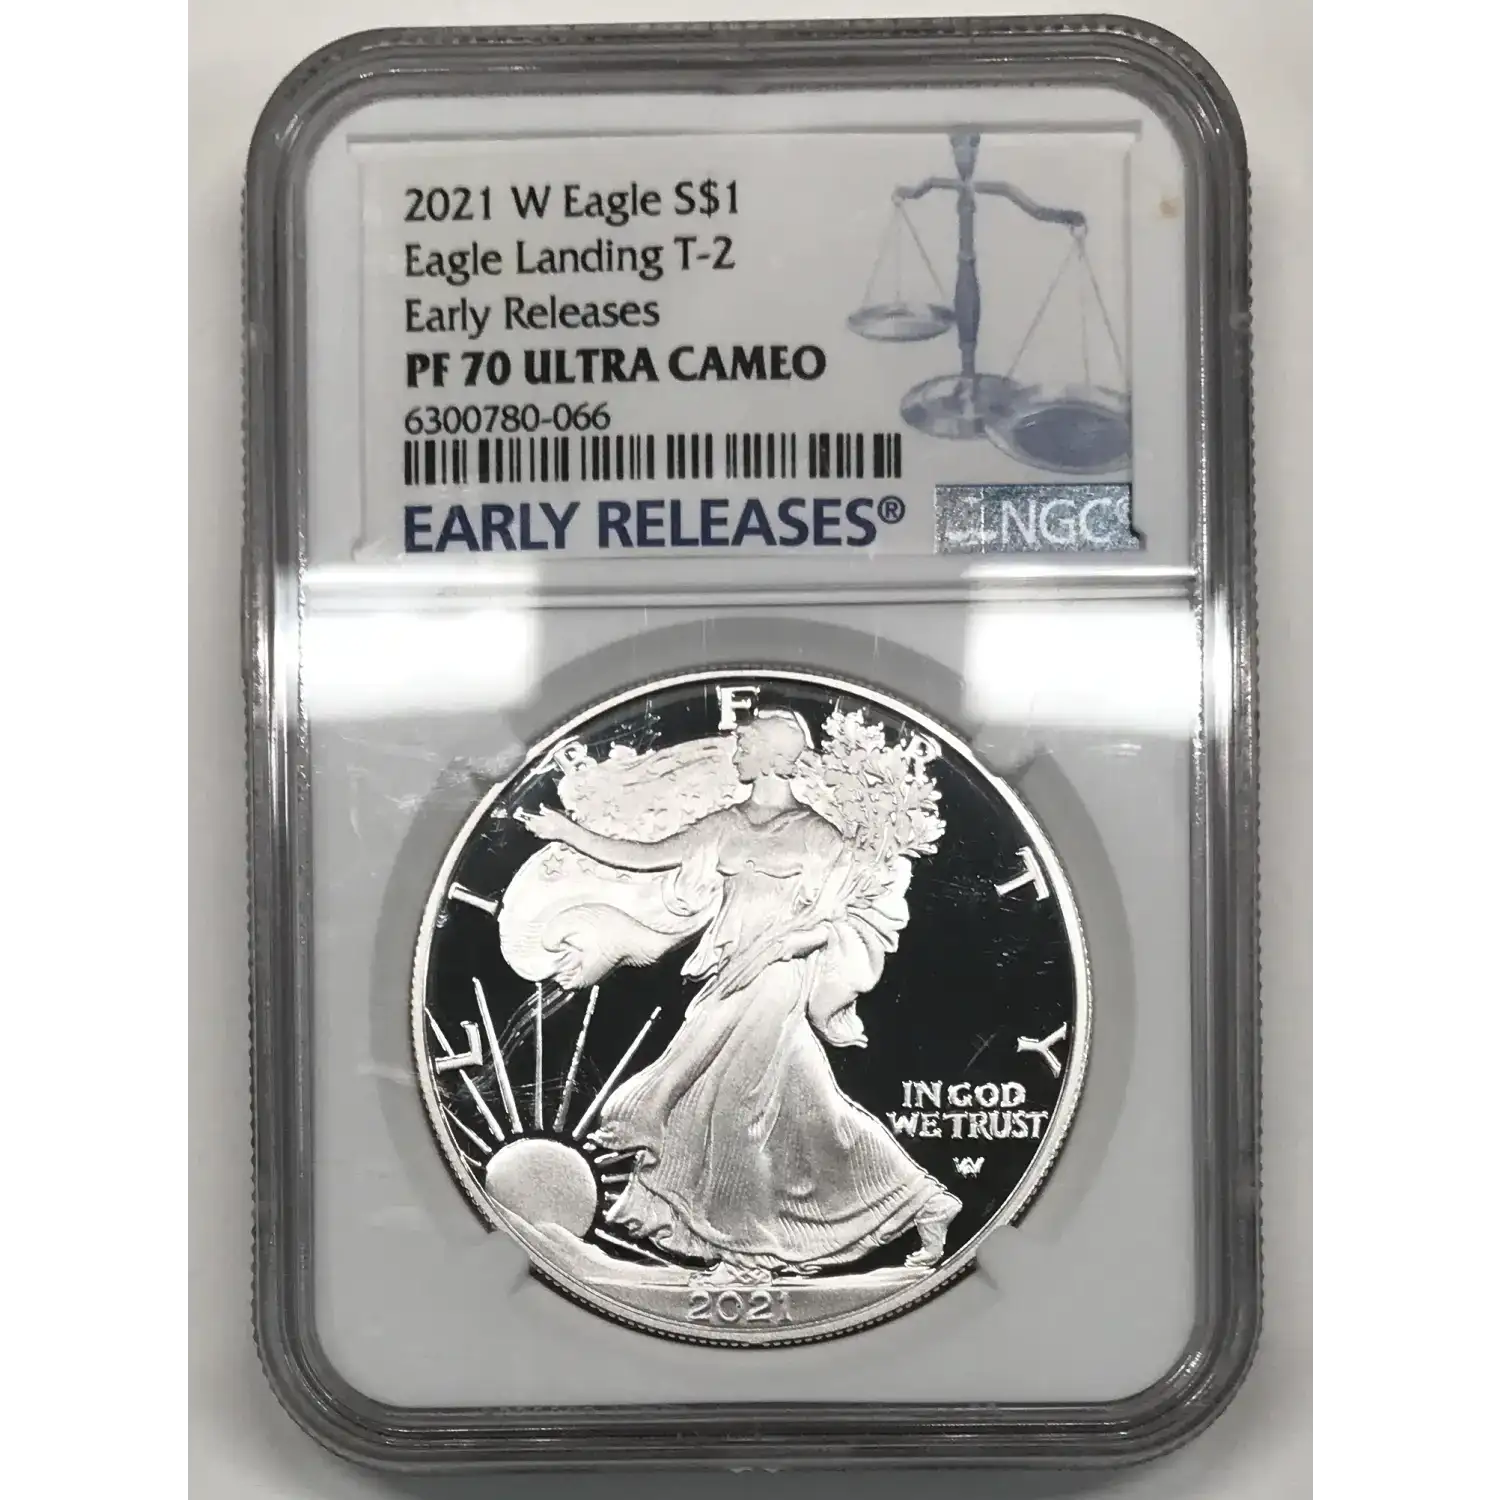 2021 W Eagle S$1
Eagle Landing T-2
Early Releases
PF 70 ULTRA CAMEO
6300780-066
EARLY RELEASES®
NGC
LIBERTY
IN GOD
WE TRUST
2021